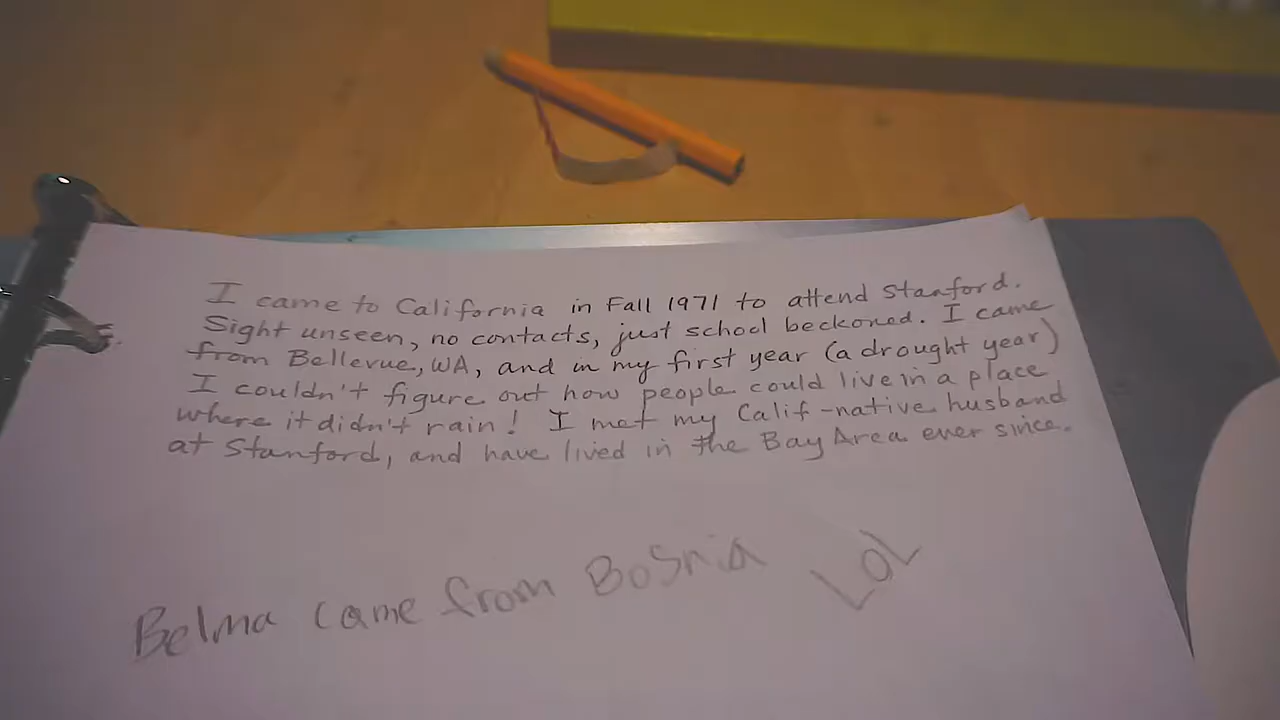 I came to California in Fall 1971 to attend Stanford.
Sight unseen, no contacts, just school beckoned. I came
from Bellevue, WA, and in my first year (a drought year)
I couldn't figure out how people could live in a place
where it didn't rain! I met my Calif-native husband
at Stanford, and have lived in the Bay Area ever since.
Belma came from Bosnia LOL